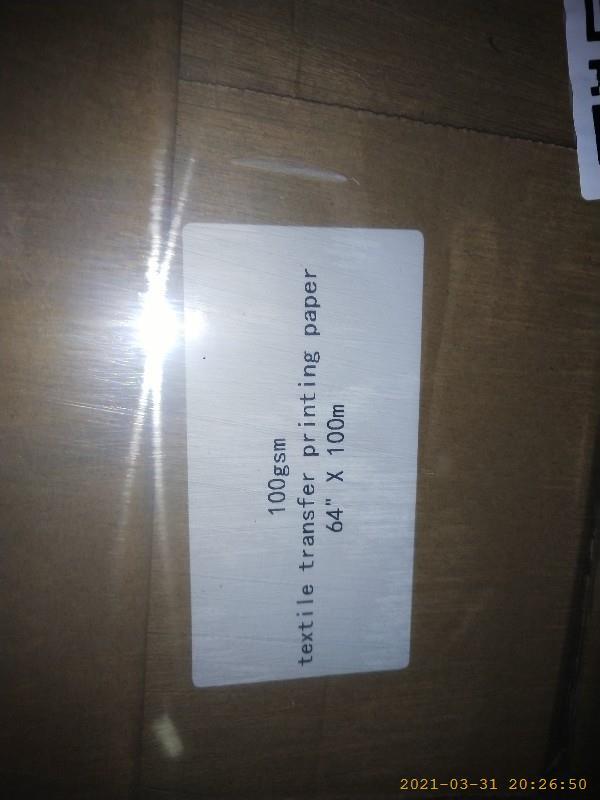 100gsm
textile transfer printing paper
64" X 100m
2021-03-31 20:26:50